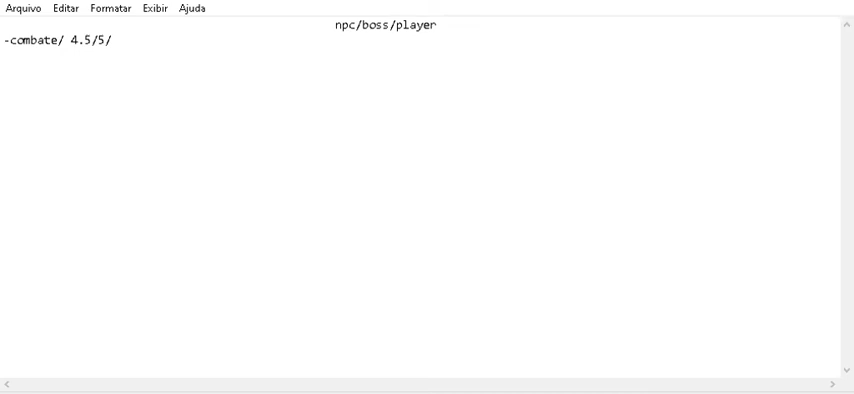 Arquivo Editar Formatar Exibir Ajuda
npc/boss/player
-combate/ 4.5/5/